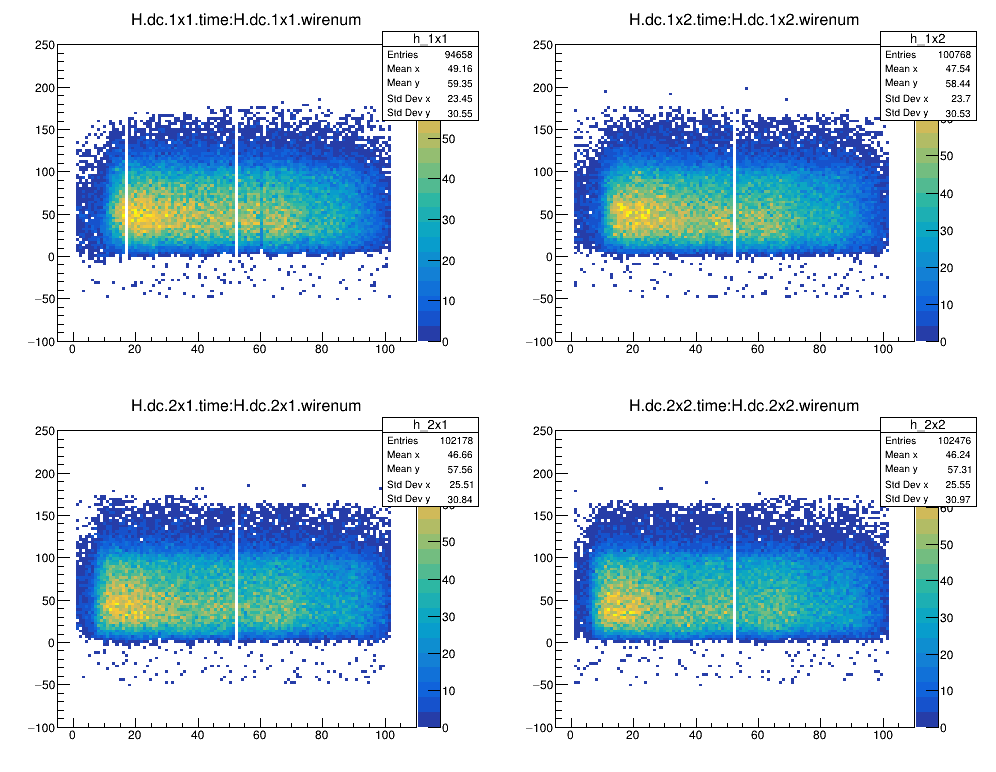 H.dc.1x1.time:H.dc.1x1.wirenum
h_1x1
Entries 94658
Mean x 49.16
Mean y 59.35
Std Dev x 23.45
Std Dev y 30.55
250
200
150
100
50
0
−50
−100
0 20 40 60 80 100
50
40
30
20
10
0
H.dc.1x2.time:H.dc.1x2.wirenum
h_1x2
Entries 100768
Mean x 47.54
Mean y 58.44
Std Dev x 23.7
Std Dev y 30.53
250
200
150
100
50
0
−50
−100
0 20 40 60 80 100
50
40
30
20
10
0
H.dc.2x1.time:H.dc.2x1.wirenum
h_2x1
Entries 102178
Mean x 46.66
Mean y 57.56
Std Dev x 25.51
Std Dev y 30.84
250
200
150
100
50
0
−50
−100
0 20 40 60 80 100
50
40
30
20
10
0
H.dc.2x2.time:H.dc.2x2.wirenum
h_2x2
Entries 102476
Mean x 46.24
Mean y 57.31
Std Dev x 25.55
Std Dev y 30.97
250
200
150
100
50
0
−50
−100
0 20 40 60 80 100
60
50
40
30
20
10
0